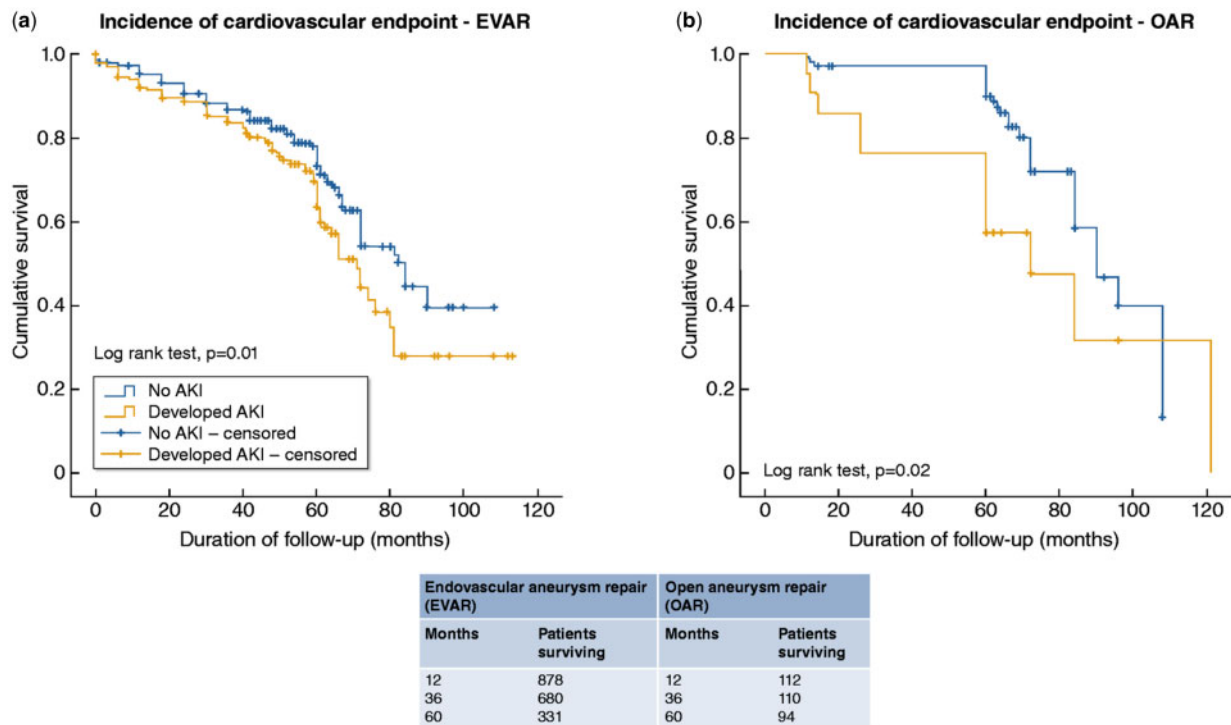 (a)
Incidence of cardiovascular endpoint - EVAR
1.0
0.8
0.6
0.4
0.2
0
Cumulative survival
Log rank test, p=0.01
No AKI
Developed AKI
No AKI – censored
Developed AKI – censored
0 20 40 60 80 100 120
Duration of follow-up (months)
(b)
Incidence of cardiovascular endpoint - OAR
1.0
0.8
0.6
0.4
0.2
0
Cumulative survival
Log rank test, p=0.02
0 20 40 60 80 100 120
Duration of follow-up (months)
Endovascular aneurysm repair Open aneurysm repair
(EVAR) (OAR)
Months Patients Months Patients
surviving surviving
12 878 12 112
36 680 36 110
60 331 60 94